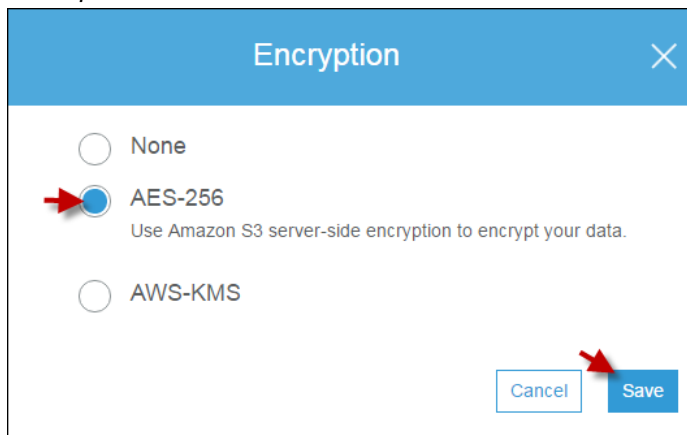 Encryption
None
AES-256
Use Amazon S3 server-side encryption to encrypt your data.
AWS-KMS
Cancel Save